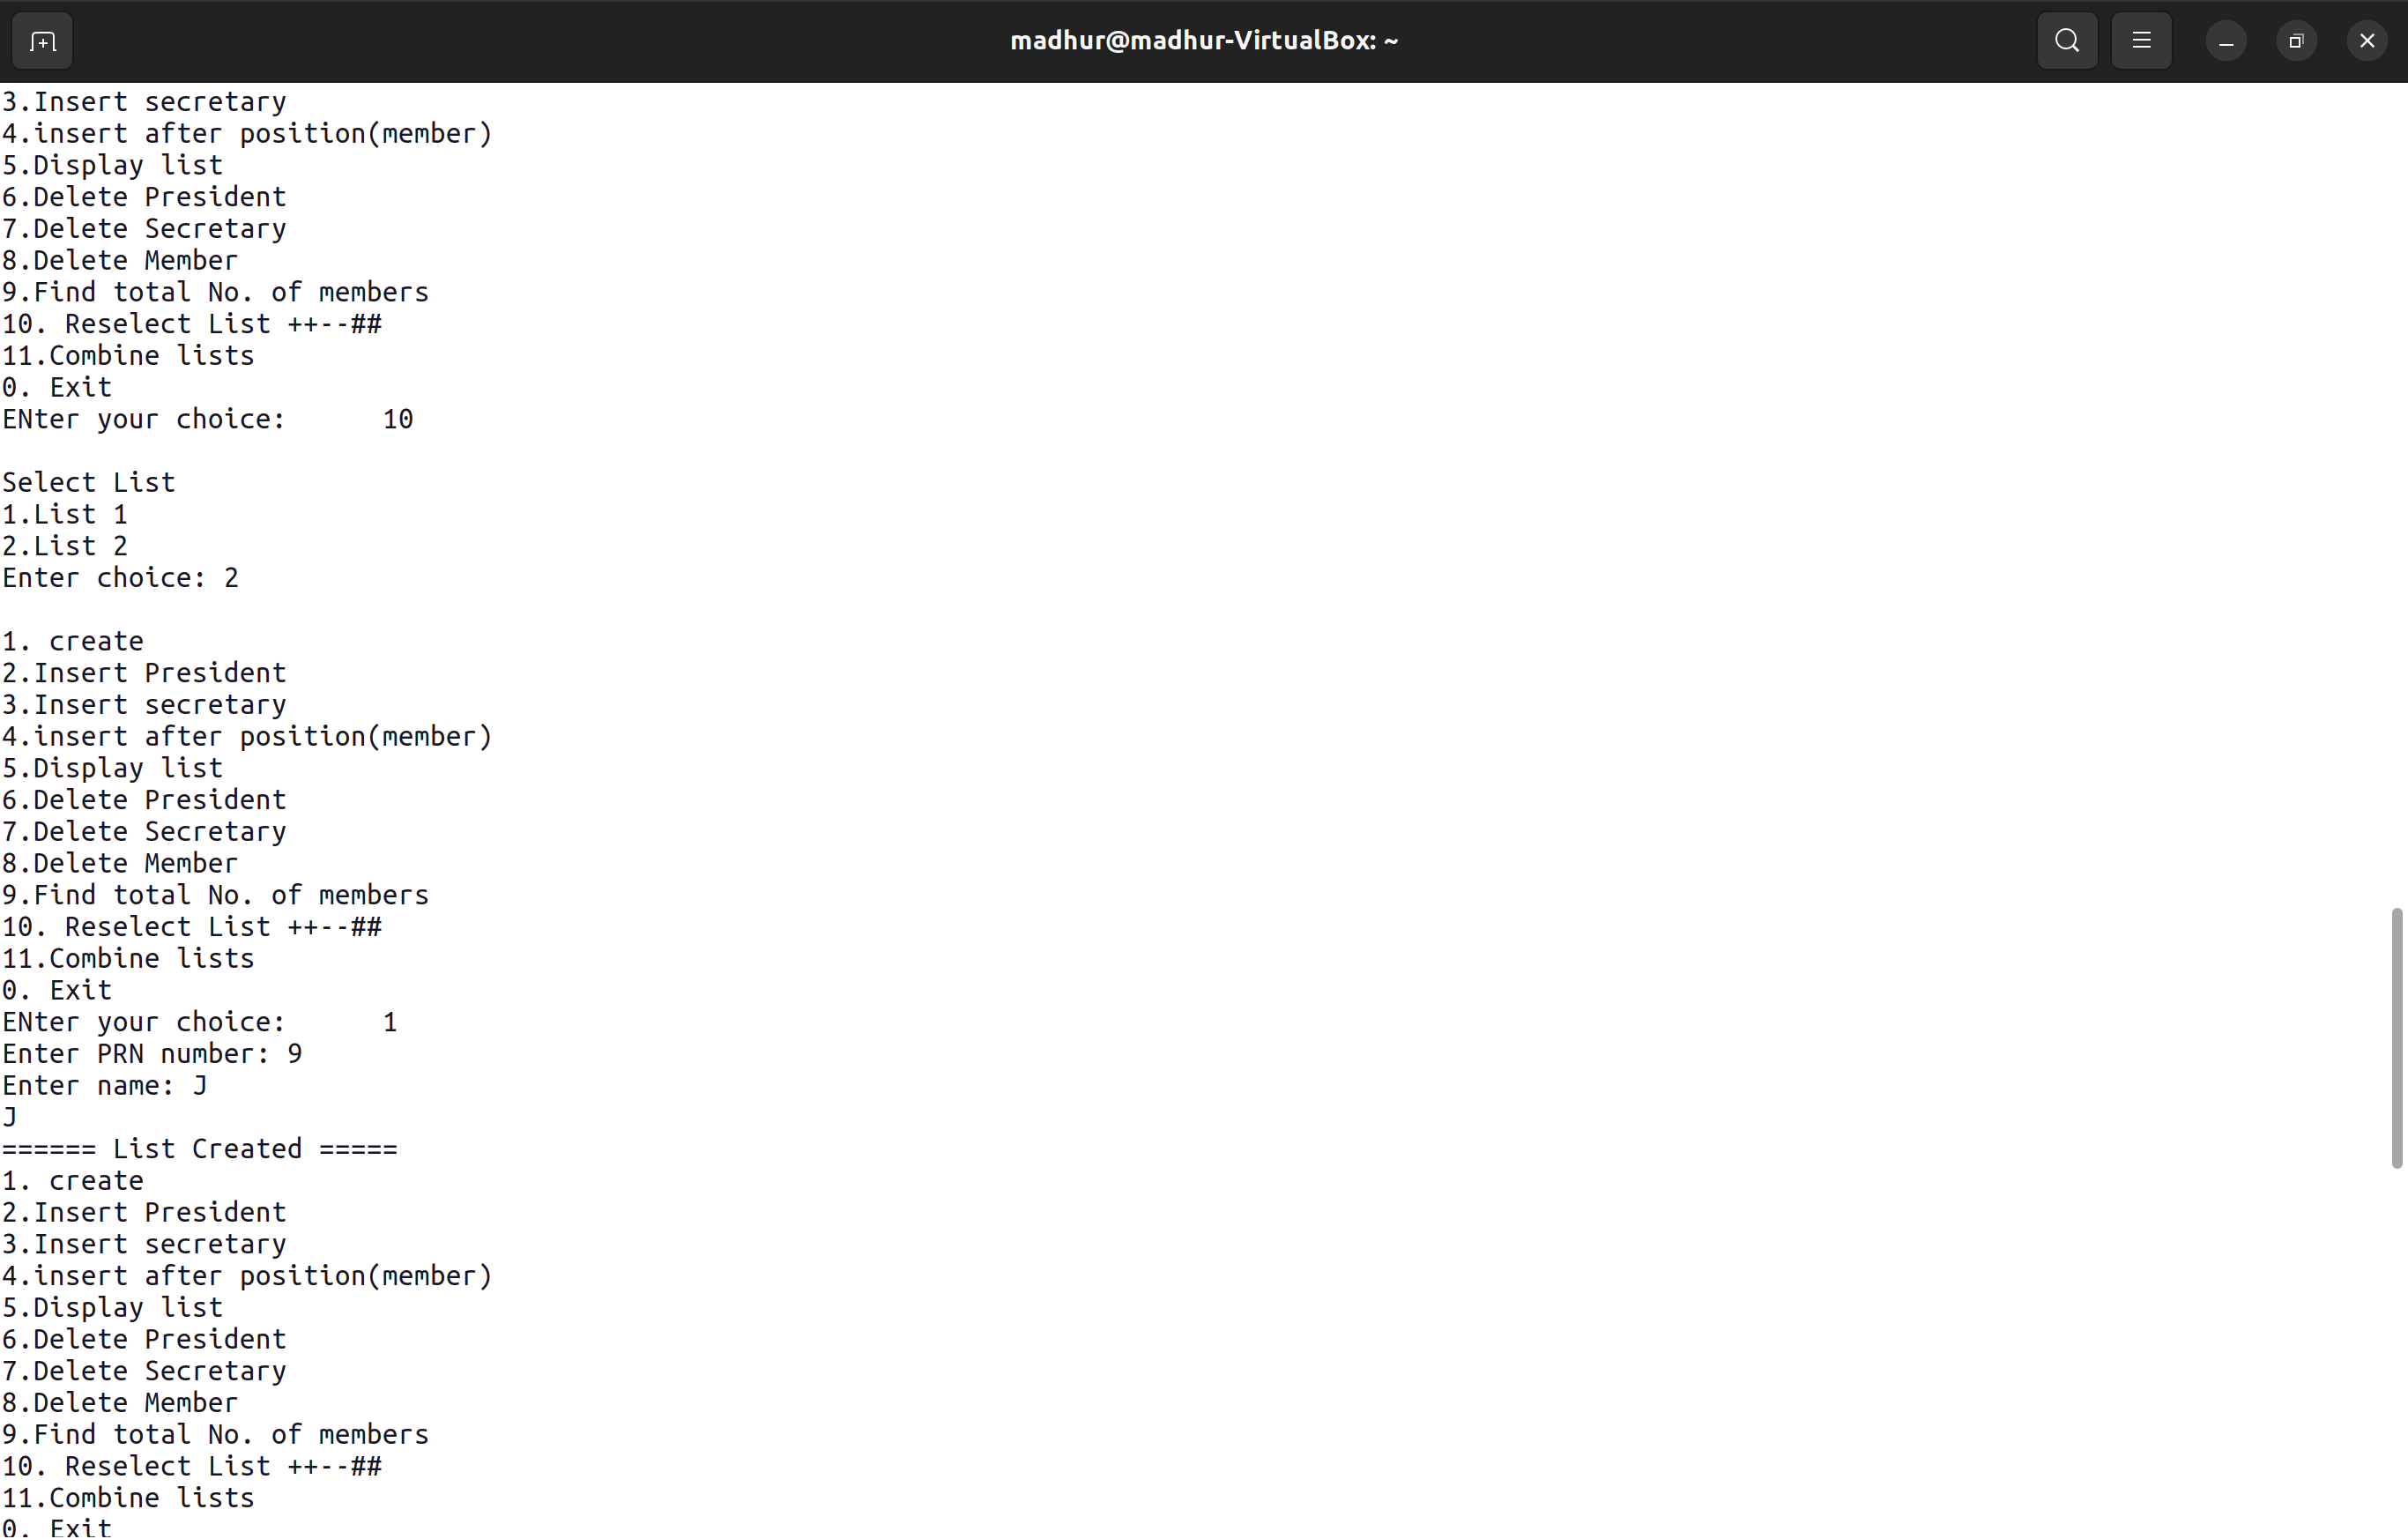 madhur@madhur-VirtualBox: ~
3.Insert secretary
4.insert after position(member)
5.Display list
6.Delete President
7.Delete Secretary
8.Delete Member
9.Find total No. of members
10. Reselect List ++--##
11.Combine lists
0. Exit
ENter your choice:      10

Select List
1.List 1
2.List 2
Enter choice: 2

1. create
2.Insert President
3.Insert secretary
4.insert after position(member)
5.Display list
6.Delete President
7.Delete Secretary
8.Delete Member
9.Find total No. of members
10. Reselect List ++--##
11.Combine lists
0. Exit
ENter your choice:      1
Enter PRN number: 9
Enter name: J
J
====== List Created =====
1. create
2.Insert President
3.Insert secretary
4.insert after position(member)
5.Display list
6.Delete President
7.Delete Secretary
8.Delete Member
9.Find total No. of members
10. Reselect List ++--##
11.Combine lists
0. Exit